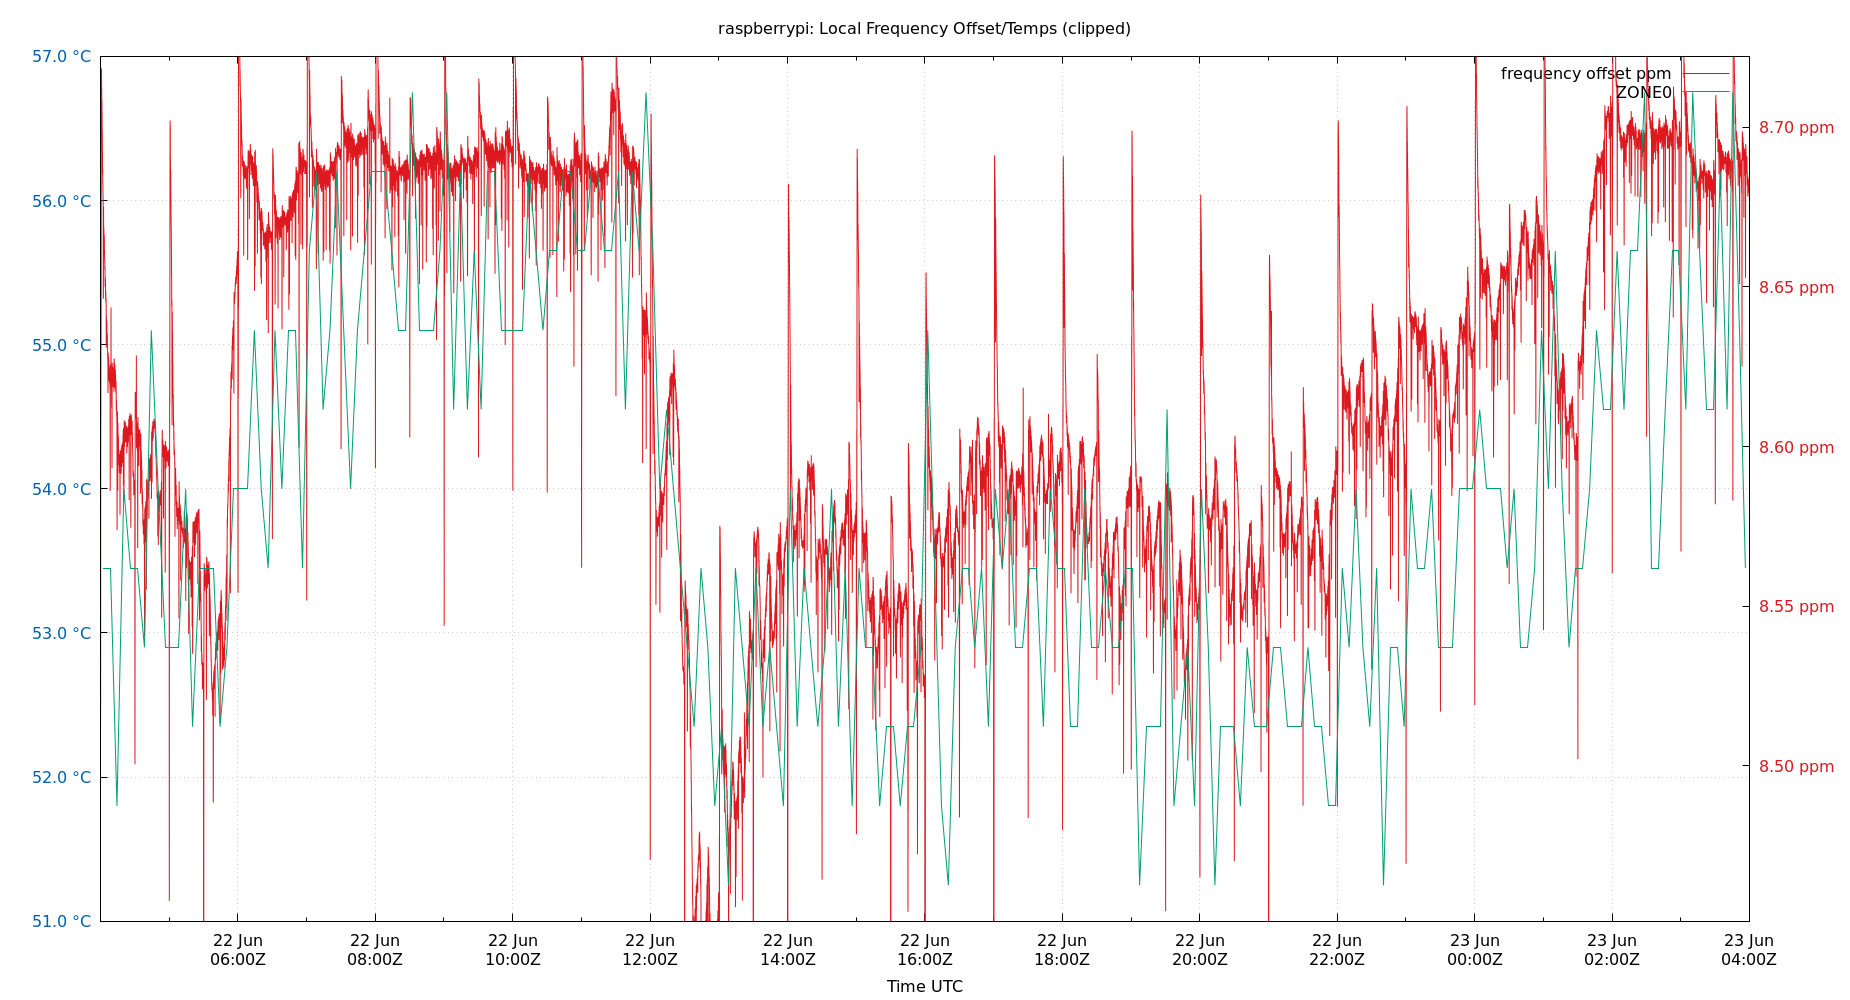 raspberrypi: Local Frequency Offset/Temps (clipped)
frequency offset ppm
ZONE0
57.0 °C
56.0 °C
55.0 °C
54.0 °C
53.0 °C
52.0 °C
51.0 °C
8.70 ppm
8.65 ppm
8.60 ppm
8.55 ppm
8.50 ppm
22 Jun 22 Jun 22 Jun 22 Jun 22 Jun 22 Jun 22 Jun 22 Jun 22 Jun 23 Jun 23 Jun 23 Jun
06:00Z 08:00Z 10:00Z 12:00Z 14:00Z 16:00Z 18:00Z 20:00Z 22:00Z 00:00Z 02:00Z 04:00Z
Time UTC